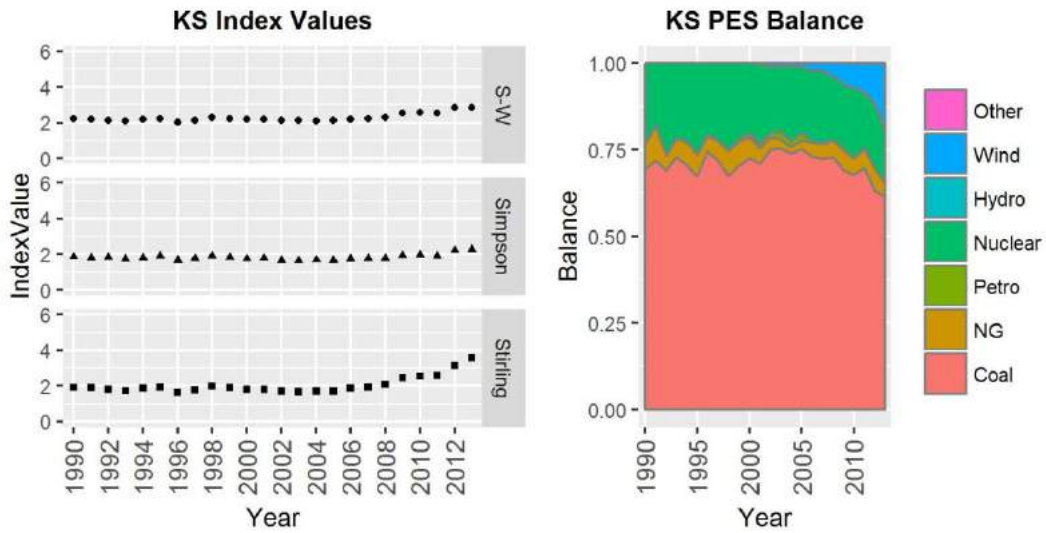 KS Index Values
IndexValue
6
4
2
0
S-W
6
4
2
0
Simpson
6
4
2
0
Stirling
1990
1992
1994
1996
1998
2000
2002
2004
2006
2008
2010
2012
Year
KS PES Balance
Balance
1.00
0.75
0.50
0.25
0.00
1990
1995
2000
2005
2010
Year
Other
Wind
Hydro
Nuclear
Petro
NG
Coal